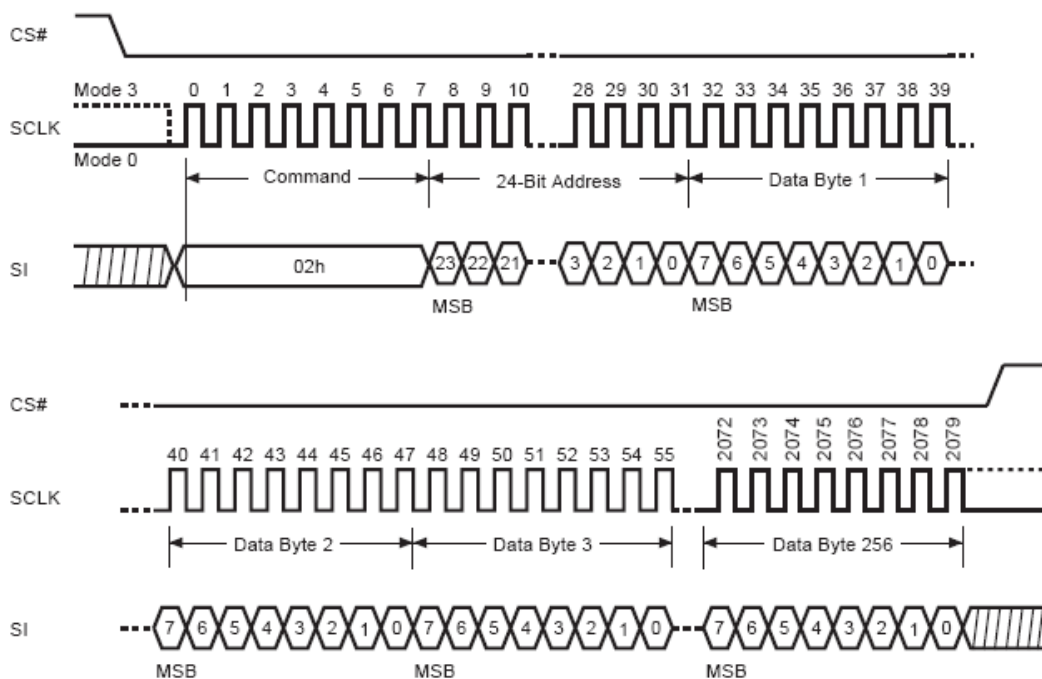 CS#
Mode 3 0 1 2 3 4 5 6 7 8 9 10 28 29 30 31 32 33 34 35 36 37 38 39
SCLK
Mode 0
Command 24-Bit Address Data Byte 1
SI 02h 23 22 21 3 2 1 0 7 6 5 4 3 2 1 0
MSB MSB
CS#
40 41 42 43 44 45 46 47 48 49 50 51 52 53 54 55 2072 2073 2074 2075 2076 2077 2078 2079
SCLK
Data Byte 2 Data Byte 3 Data Byte 256
SI 7 6 5 4 3 2 1 0 7 6 5 4 3 2 1 0 7 6 5 4 3 2 1 0
MSB MSB MSB